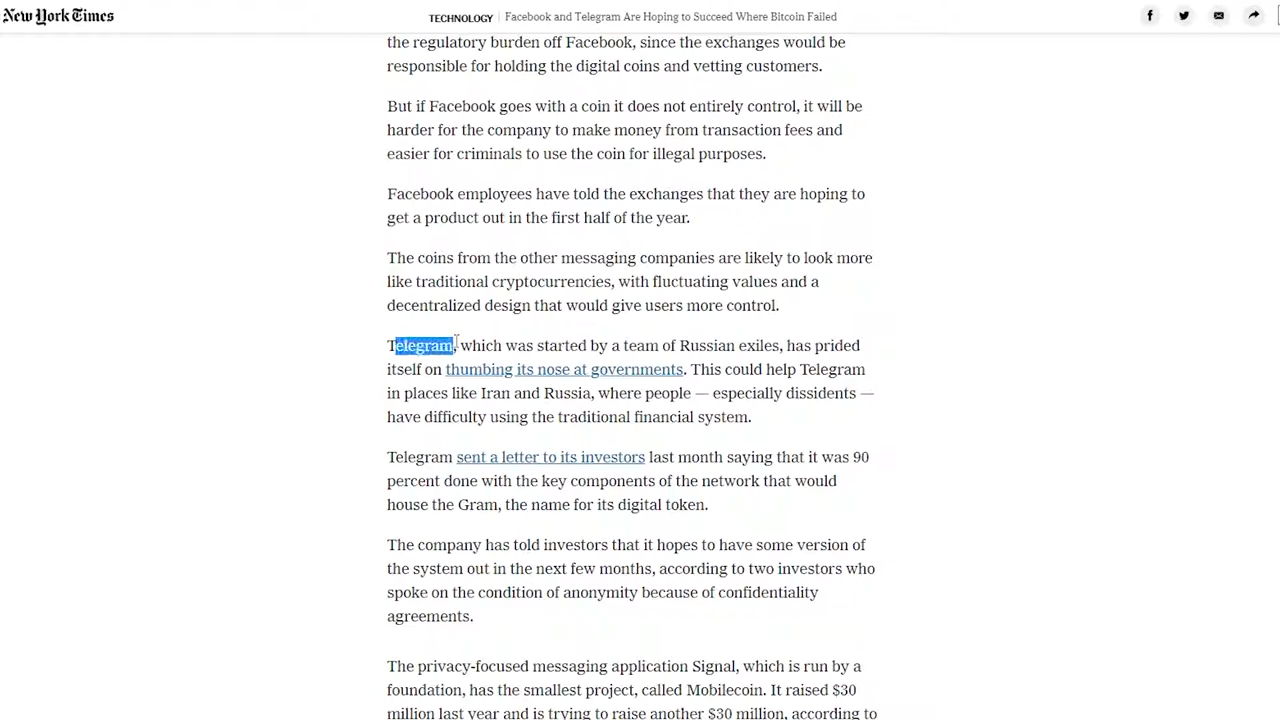 New York Times
TECHNOLOGY | Facebook and Telegram Are Hoping to Succeed Where Bitcoin Failed
the regulatory burden off Facebook, since the exchanges would be
responsible for holding the digital coins and vetting customers.
But if Facebook goes with a coin it does not entirely control, it will be
harder for the company to make money from transaction fees and
easier for criminals to use the coin for illegal purposes.
Facebook employees have told the exchanges that they are hoping to
get a product out in the first half of the year.
The coins from the other messaging companies are likely to look more
like traditional cryptocurrencies, with fluctuating values and a
decentralized design that would give users more control.
Telegram, which was started by a team of Russian exiles, has prided
itself on thumbing its nose at governments. This could help Telegram
in places like Iran and Russia, where people — especially dissidents —
have difficulty using the traditional financial system.
Telegram sent a letter to its investors last month saying that it was 90
percent done with the key components of the network that would
house the Gram, the name for its digital token.
The company has told investors that it hopes to have some version of
the system out in the next few months, according to two investors who
spoke on the condition of anonymity because of confidentiality
agreements.
The privacy-focused messaging application Signal, which is run by a
foundation, has the smallest project, called Mobilecoin. It raised $30
million last year and is trying to raise another $30 million, according to